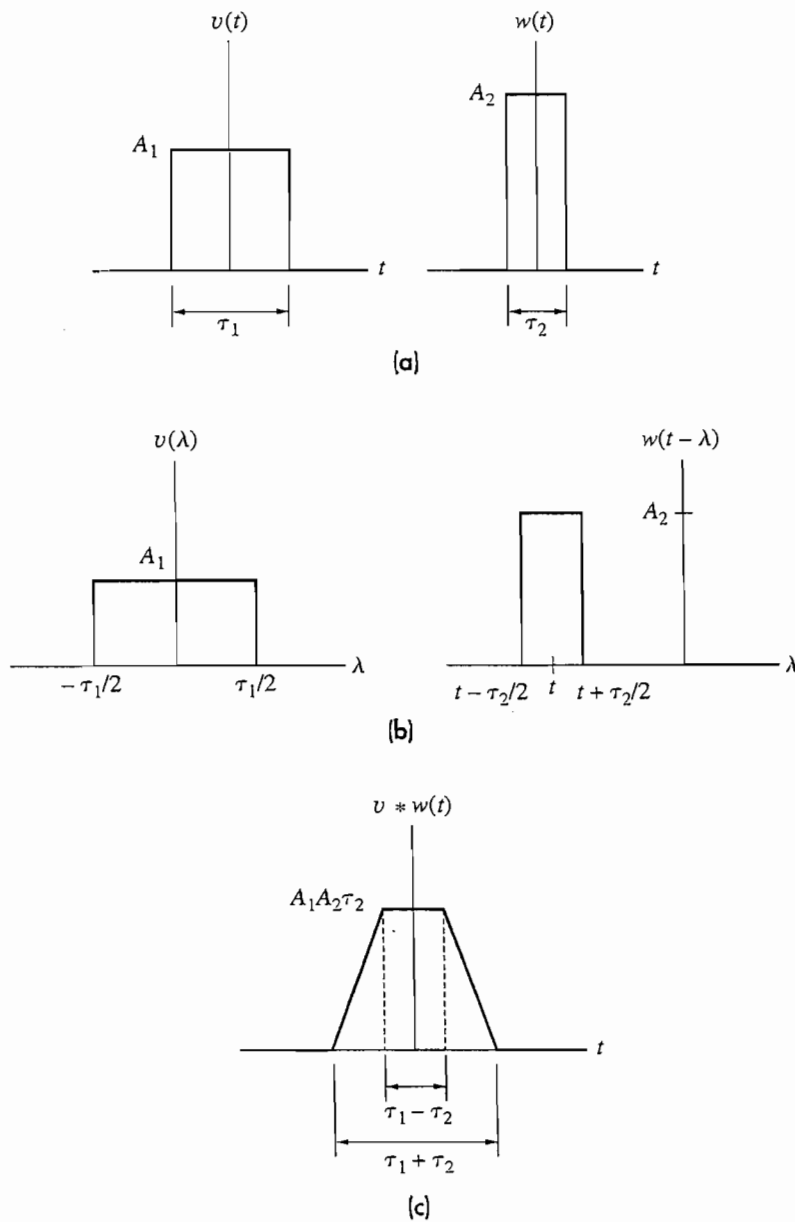 v(t)
w(t)
A₁
A₂
t
t
τ₁
τ₂
(a)
v(λ)
w(t − λ)
A₁
A₂
λ
λ
−τ₁/2
τ₁/2
t − τ₂/2
t
t + τ₂/2
(b)
v * w(t)
A₁A₂τ₂
t
τ₁ − τ₂
τ₁ + τ₂
(c)